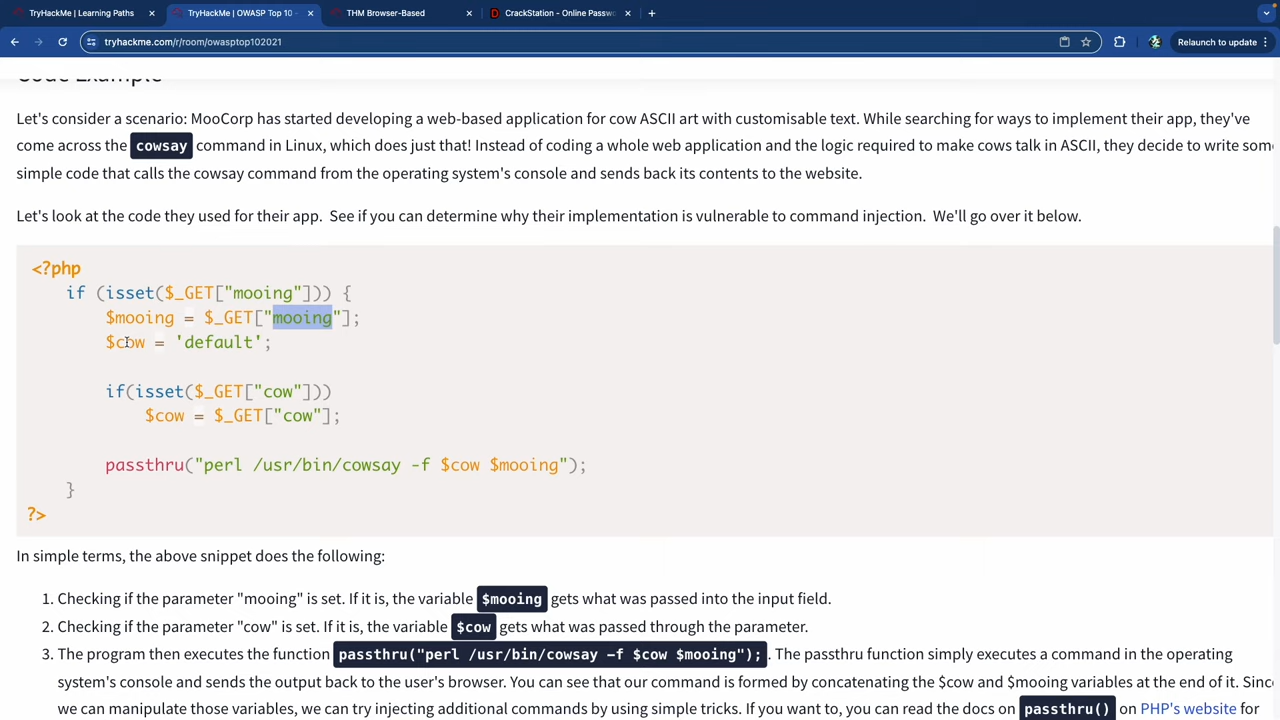 TryHackMe | Learning Paths
TryHackMe | OWASP Top 10 -
THM Browser-Based
CrackStation - Online Passwo
tryhackme.com/r/room/owasptop102021
Relaunch to update
Code Example
Let's consider a scenario: MooCorp has started developing a web-based application for cow ASCII art with customisable text. While searching for ways to implement their app, they've
come across the cowsay command in Linux, which does just that! Instead of coding a whole web application and the logic required to make cows talk in ASCII, they decide to write som
simple code that calls the cowsay command from the operating system's console and sends back its contents to the website.
Let's look at the code they used for their app.  See if you can determine why their implementation is vulnerable to command injection.  We'll go over it below.
<?php
    if (isset($_GET["mooing"])) {
        $mooing = $_GET["mooing"];
        $cow = 'default';
        if(isset($_GET["cow"]))
            $cow = $_GET["cow"];
        passthru("perl /usr/bin/cowsay -f $cow $mooing");
    }
?>
In simple terms, the above snippet does the following:
1. Checking if the parameter "mooing" is set. If it is, the variable $mooing gets what was passed into the input field.
2. Checking if the parameter "cow" is set. If it is, the variable $cow gets what was passed through the parameter.
3. The program then executes the function passthru("perl /usr/bin/cowsay -f $cow $mooing");. The passthru function simply executes a command in the operating
system's console and sends the output back to the user's browser. You can see that our command is formed by concatenating the $cow and $mooing variables at the end of it. Sinc
we can manipulate those variables, we can try injecting additional commands by using simple tricks. If you want to, you can read the docs on passthru() on PHP's website for